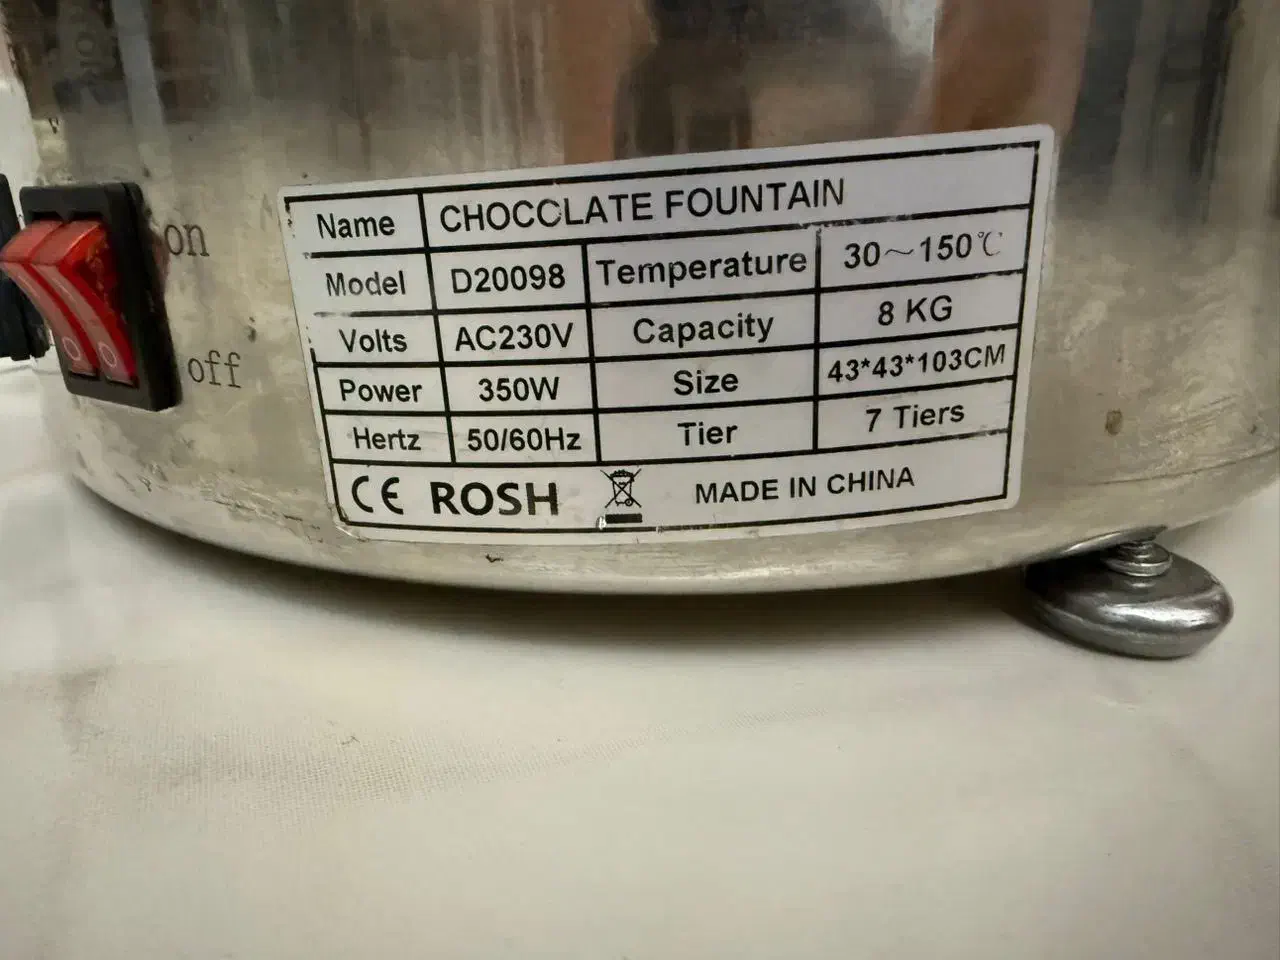 on
off
Name CHOCCLATE FOUNTAIN
Model D20098 Temperature 30～150℃
Volts AC230V Capacity 8 KG
Power 350W Size 43*43*103CM
Hertz 50/60Hz Tier 7 Tiers
CE ROSH MADE IN CHINA